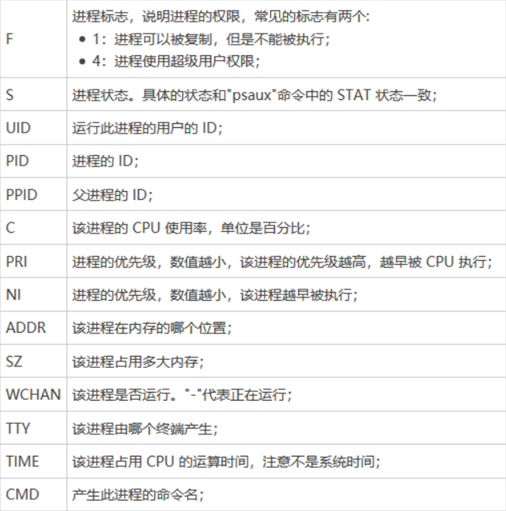 F
进程标志，说明进程的权限，常见的标志有两个：
● 1：进程可以被复制，但是不能被执行；
● 4：进程使用超级用户权限；
S 进程状态。具体的状态和"psaux"命令中的 STAT 状态一致；
UID 运行此进程的用户的 ID；
PID 进程的 ID；
PPID 父进程的 ID；
C 该进程的 CPU 使用率，单位是百分比；
PRI 进程的优先级，数值越小，该进程的优先级越高，越早被 CPU 执行；
NI 进程的优先级，数值越小，该进程越早被执行；
ADDR 该进程在内存的哪个位置；
SZ 该进程占用多大内存；
WCHAN 该进程是否运行。"-"代表正在运行；
TTY 该进程由哪个终端产生；
TIME 该进程占用 CPU 的运算时间，注意不是系统时间；
CMD 产生此进程的命令名；